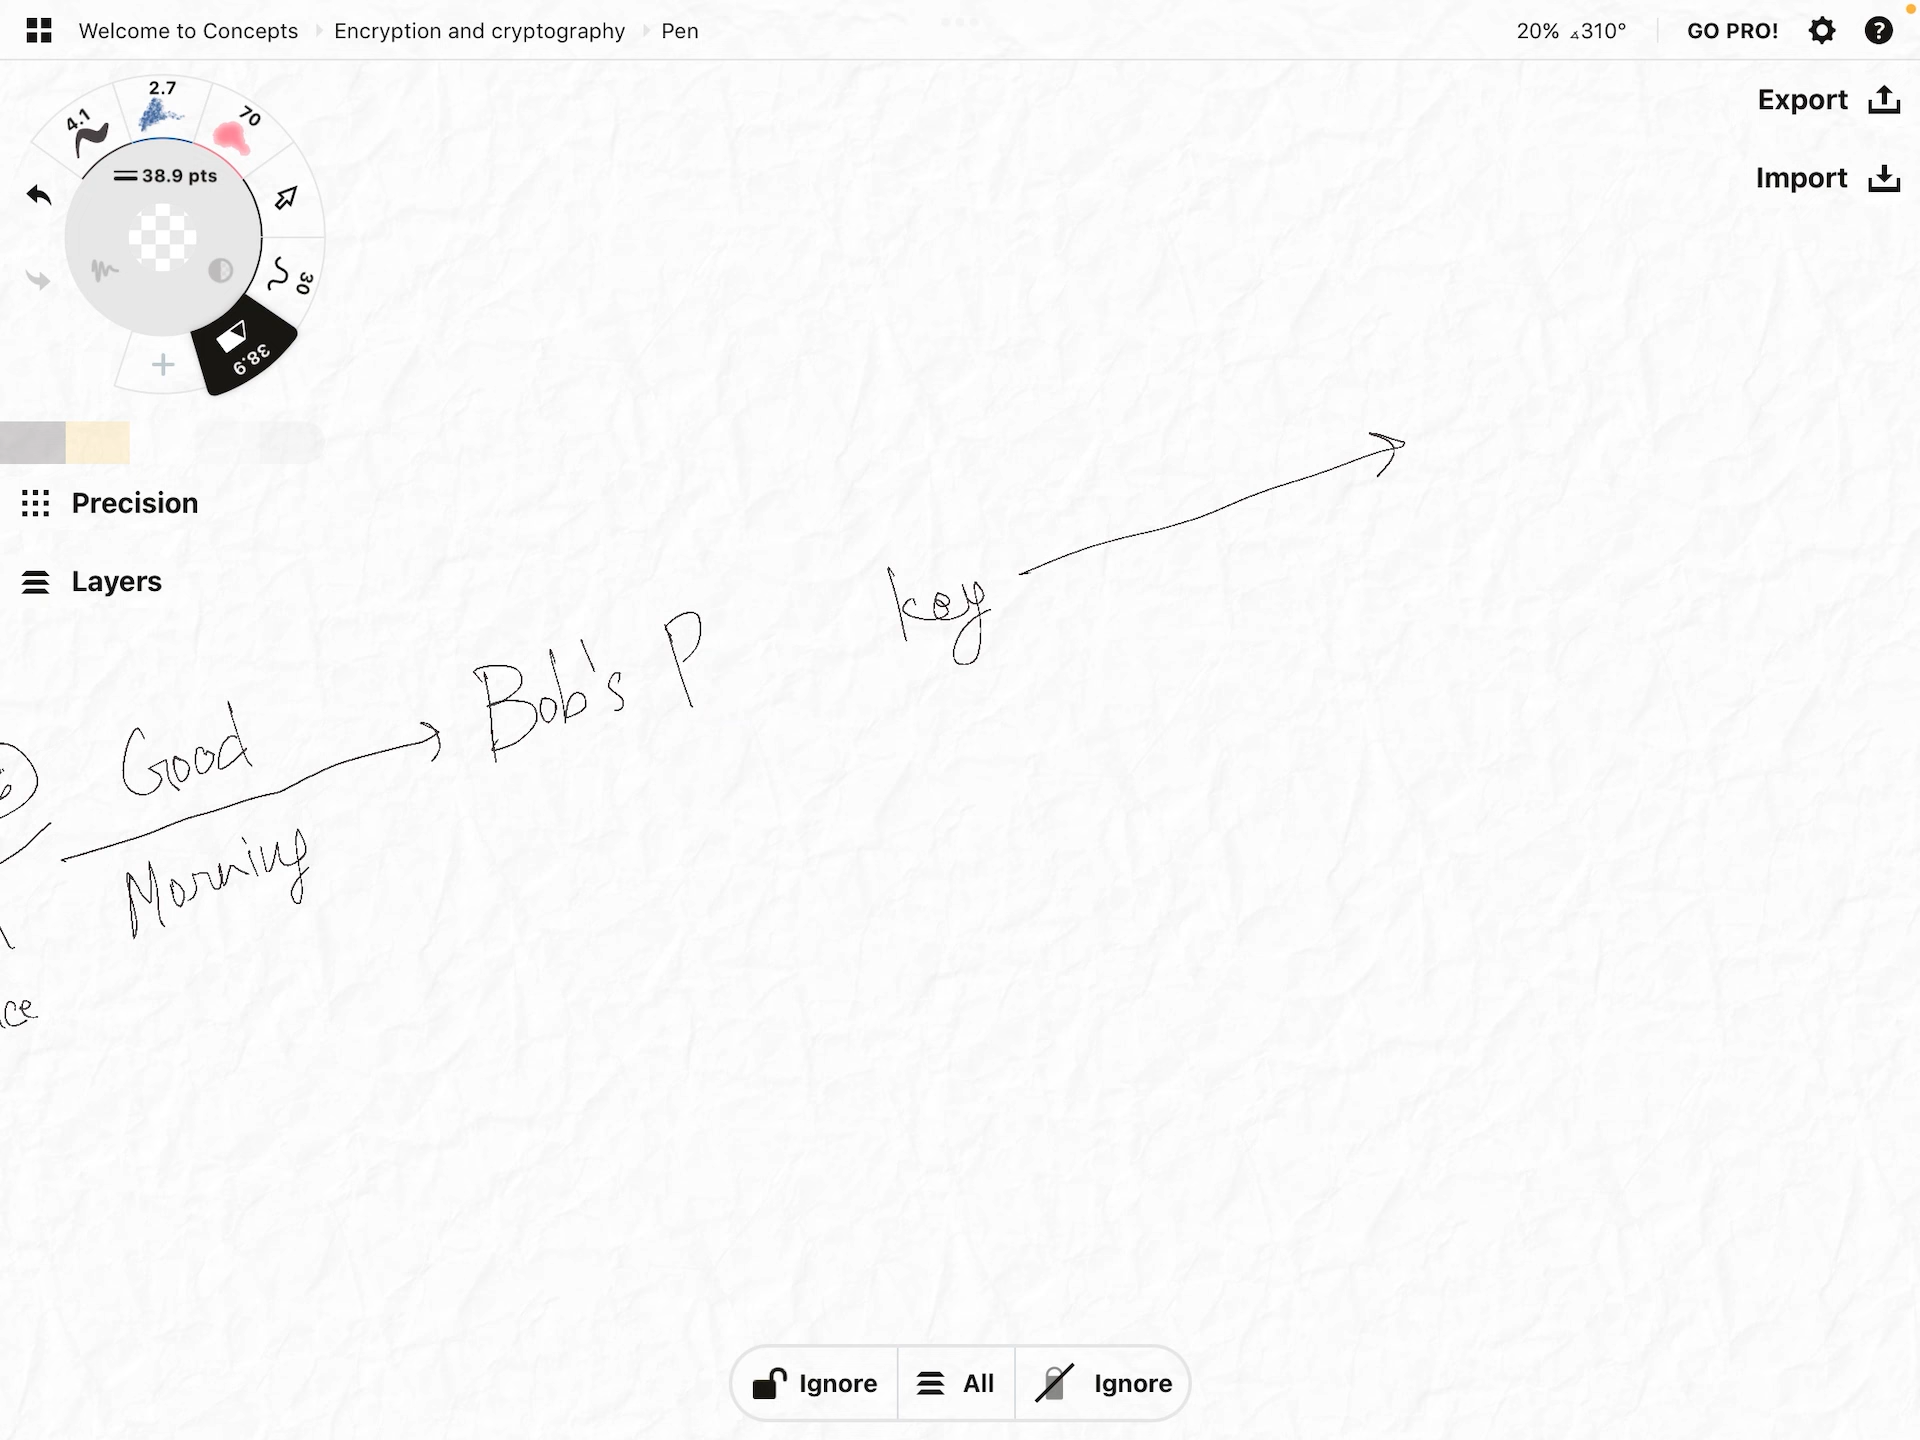 Welcome to Concepts Encryption and cryptography Pen
20% ∡310° GO PRO!
Export
Import
4.1
2.7
70
38.9 pts
30
38.9
Precision
Layers
key
Bob's P
Good
Morning
Ignore All Ignore